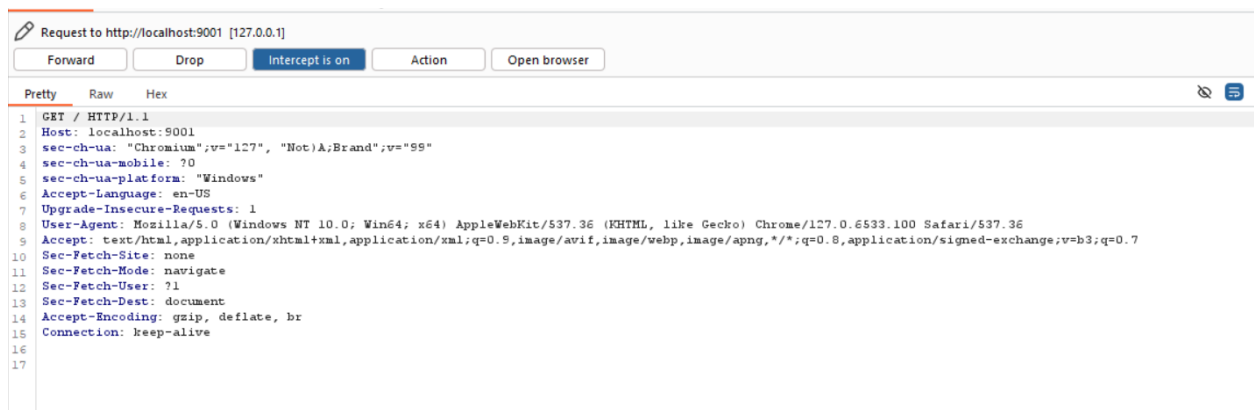 Request to http://localhost:9001 [127.0.0.1]
Forward Drop Intercept is on Action Open browser
Pretty Raw Hex
1 GET / HTTP/1.1
2 Host: localhost:9001
3 sec-ch-ua: "Chromium";v="127", "Not)A;Brand";v="99"
4 sec-ch-ua-mobile: ?0
5 sec-ch-ua-platform: "Windows"
6 Accept-Language: en-US
7 Upgrade-Insecure-Requests: 1
8 User-Agent: Mozilla/5.0 (Windows NT 10.0; Win64; x64) AppleWebKit/537.36 (KHTML, like Gecko) Chrome/127.0.6533.100 Safari/537.36
9 Accept: text/html,application/xhtml+xml,application/xml;q=0.9,image/avif,image/webp,image/apng,*/*;q=0.8,application/signed-exchange;v=b3;q=0.7
10 Sec-Fetch-Site: none
11 Sec-Fetch-Mode: navigate
12 Sec-Fetch-User: ?1
13 Sec-Fetch-Dest: document
14 Accept-Encoding: gzip, deflate, br
15 Connection: keep-alive
16
17